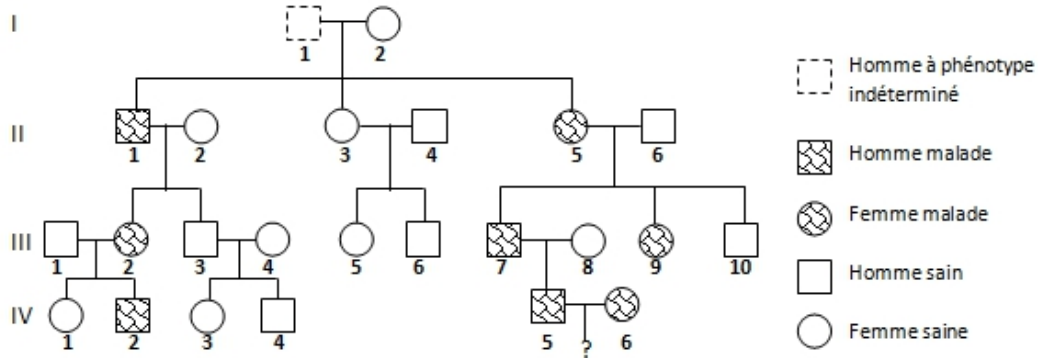 I
1 2
II
1 2 3 4 5 6
III
1 2 3 4 5 6 7 8 9 10
IV
1 2 3 4 5 ? 6
Homme à phénotype
indéterminé
Homme malade
Femme malade
Homme sain
Femme saine